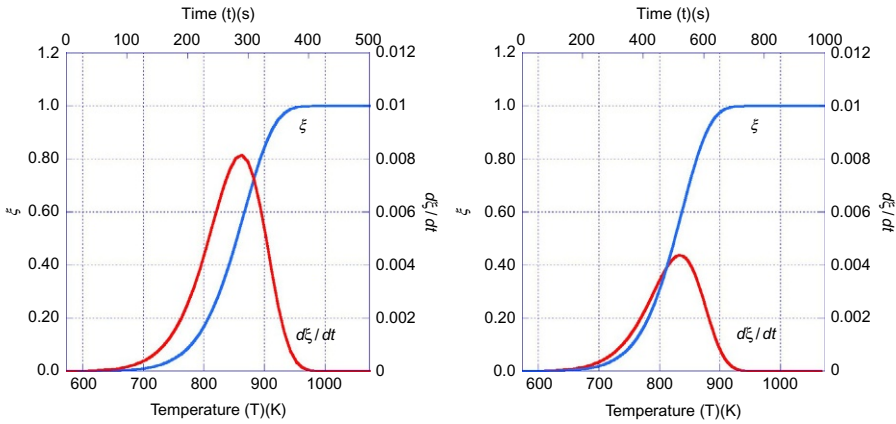 Time (t)(s)
0 100 200 300 400 500
1.2 0.012
1.0 0.01
0.80 0.008
0.60 0.006
0.40 0.004
0.20 0.002
0.0 0
ξ
dξ/dt
ξ
dξ/dt
600 700 800 900 1000
Temperature (T)(K)
Time (t)(s)
0 200 400 600 800 1000
1.2 0.012
1.0 0.01
0.80 0.008
0.60 0.006
0.40 0.004
0.20 0.002
0.0 0
ξ
dξ/dt
ξ
dξ/dt
600 700 800 900 1000
Temperature (T)(K)